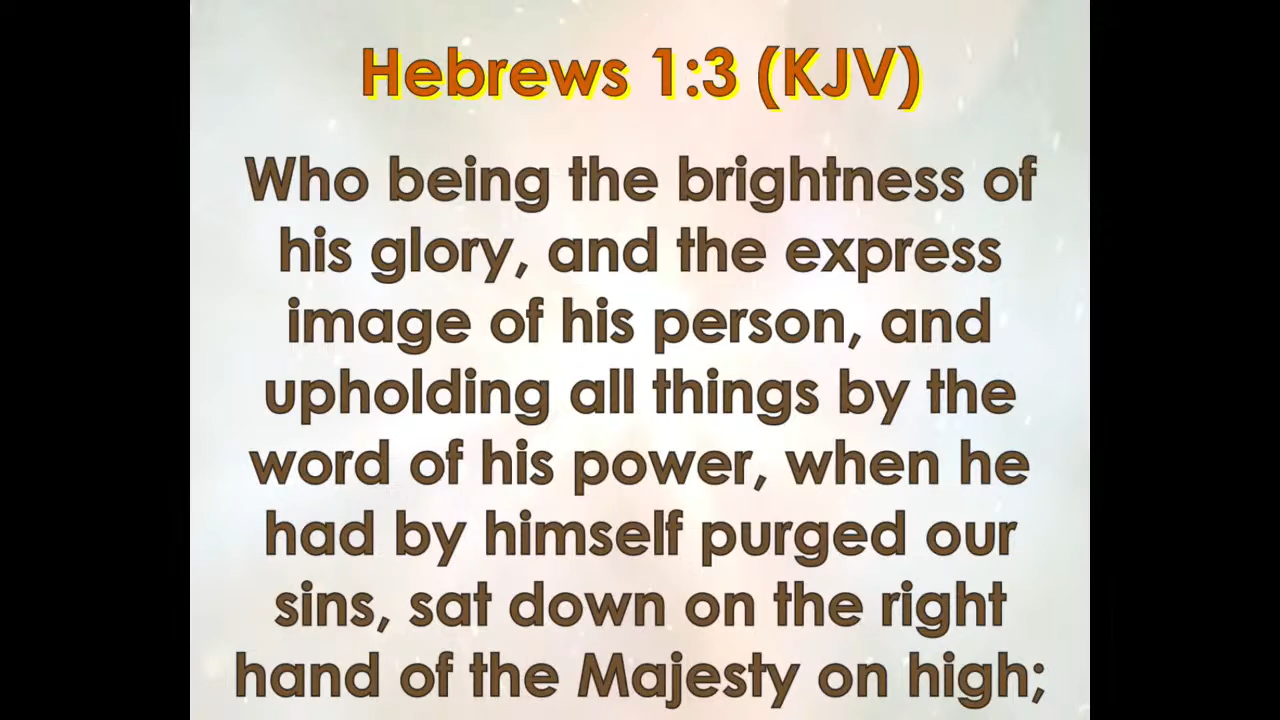 Hebrews 1:3 (KJV)
Who being the brightness of
his glory, and the express
image of his person, and
upholding all things by the
word of his power, when he
had by himself purged our
sins, sat down on the right
hand of the Majesty on high;